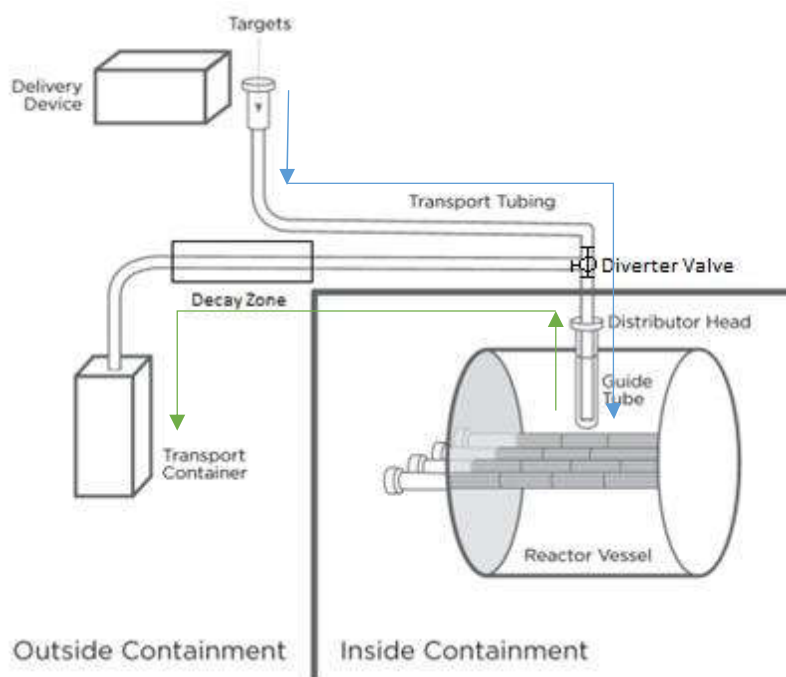 Targets
Delivery
Device
Transport Tubing
Diverter Valve
Decay Zone
Distributor Head
Guide
Tube
Transport
Container
Reactor Vessel
Outside Containment
Inside Containment